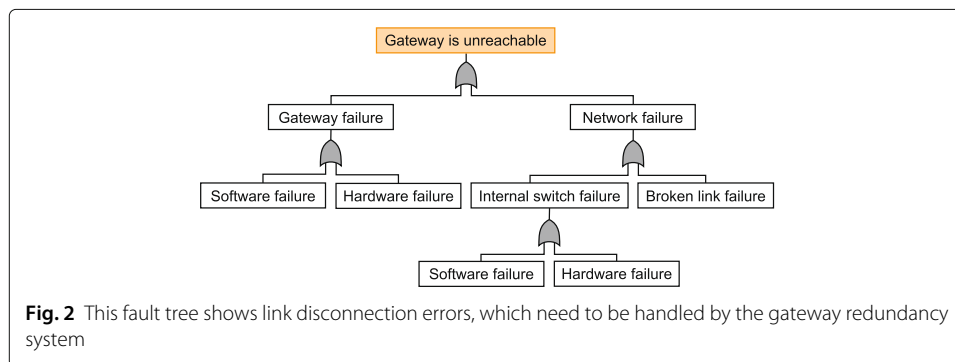 Gateway is unreachable
Gateway failure
Network failure
Software failure
Hardware failure
Internal switch failure
Broken link failure
Software failure
Hardware failure
Fig. 2 This fault tree shows link disconnection errors, which need to be handled by the gateway redundancy
system